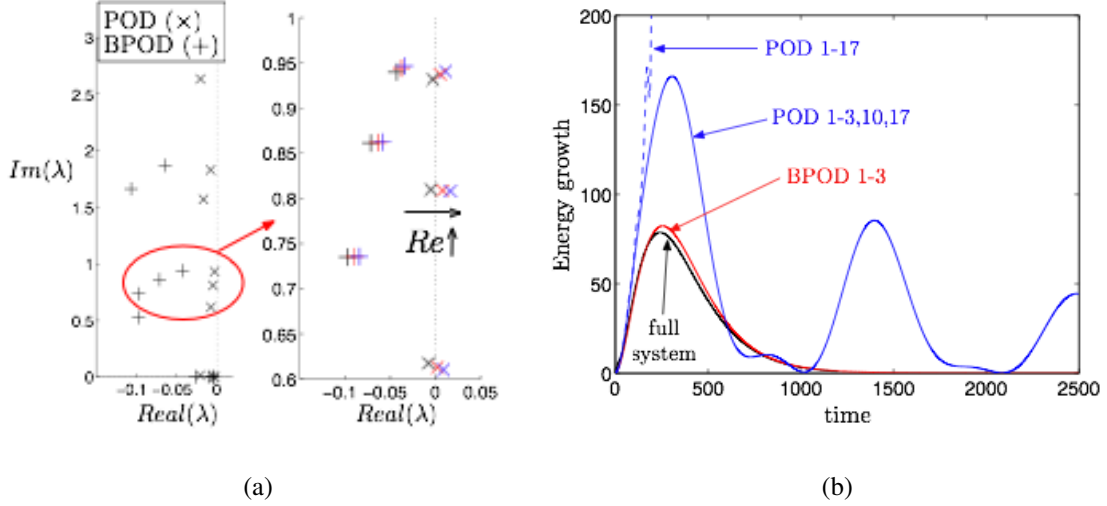 POD (×)
BPOD (+)
3
2.5
2
1.5
1
0.5
0
Im(λ)
−0.1 −0.05 0
Real(λ)
1
0.95
0.9
0.85
0.8
0.75
0.7
0.65
0.6
Re↑
−0.1 −0.05 0 0.05
Real(λ)
(a)
200
150
100
50
0
Energy growth
POD 1-17
POD 1-3,10,17
BPOD 1-3
full
system
0 500 1000 1500 2000 2500
time
(b)